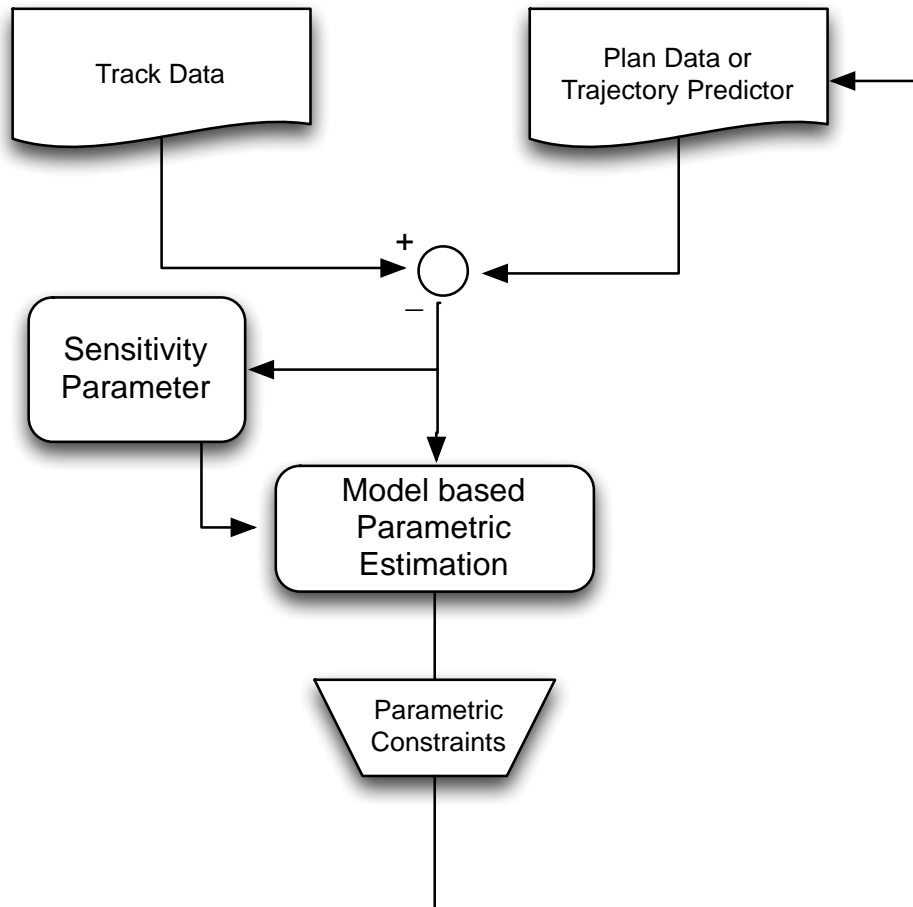 Track Data
Plan Data or
Trajectory Predictor
+
−
Sensitivity
Parameter
Model based
Parametric
Estimation
Parametric
Constraints